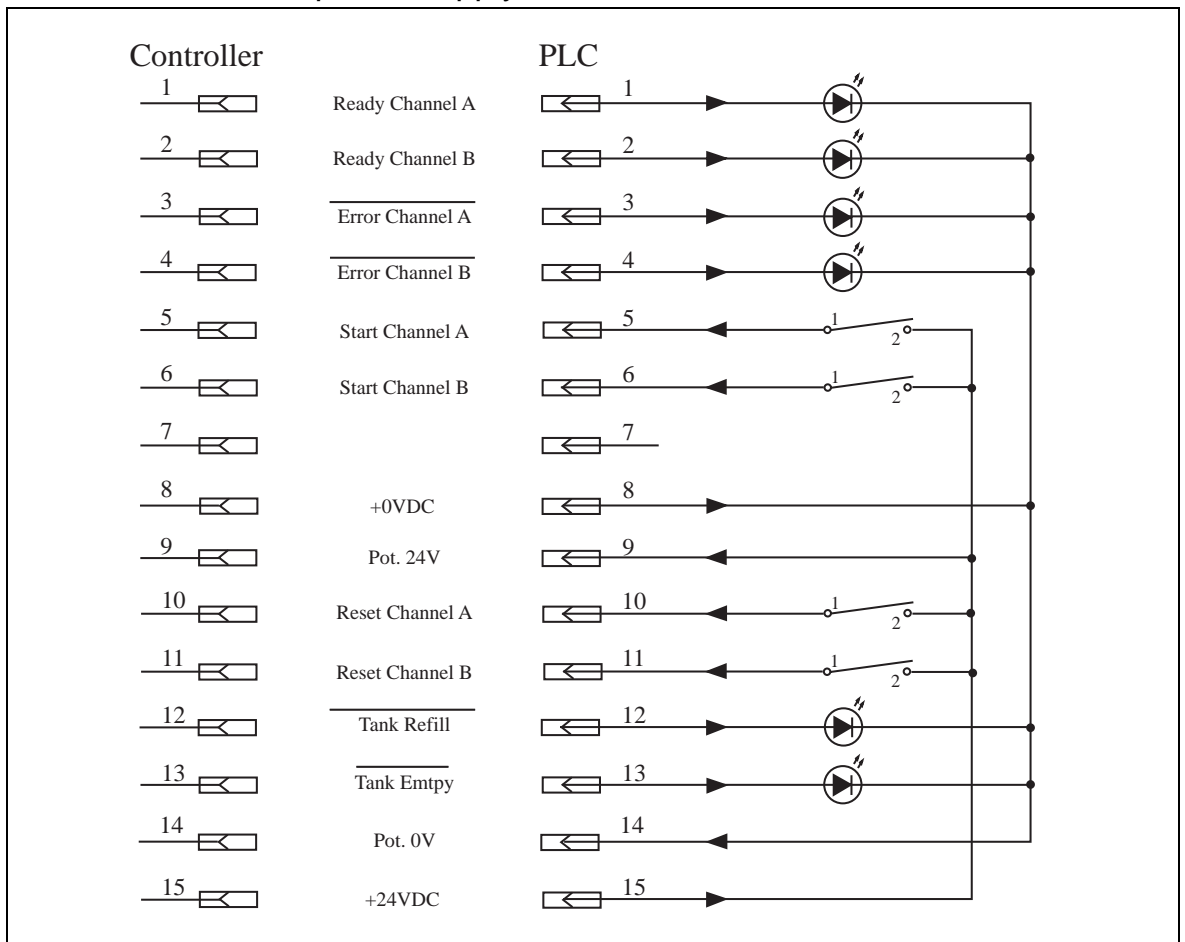 Controller PLC
1 Ready Channel A 1
2 Ready Channel B 2
3 Error Channel A 3
4 Error Channel B 4
5 Start Channel A 5 1 2
6 Start Channel B 6 1 2
7 7
8 +0VDC 8
9 Pot. 24V 9
10 Reset Channel A 10 1 2
11 Reset Channel B 11 1 2
12 Tank Refill 12
13 Tank Emtpy 13
14 Pot. 0V 14
15 +24VDC 15